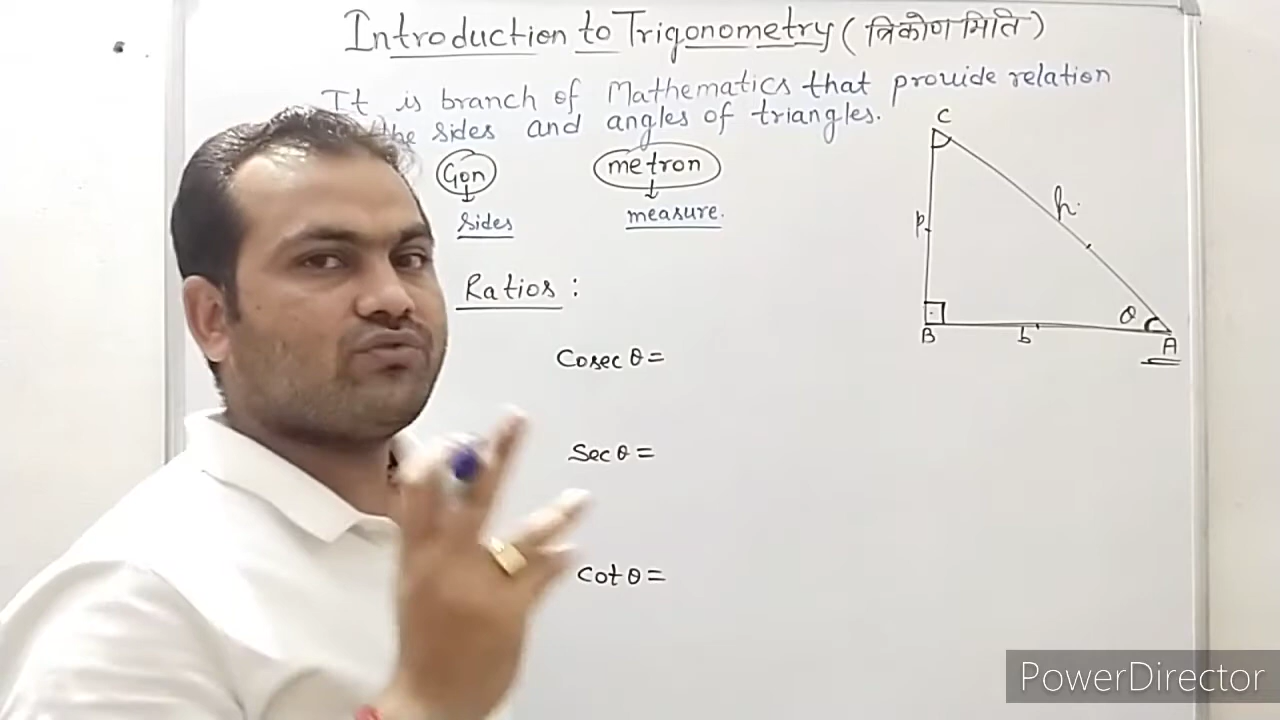 Introduction to Trigonometry (त्रिकोण मिति)
It is branch of Mathematics that provide relation
the sides and angles of triangles.
Gon metron
sides measure.
Ratios :
Cosec θ =
Sec θ =
Cot θ =
C
p h
B b θ A
PowerDirector